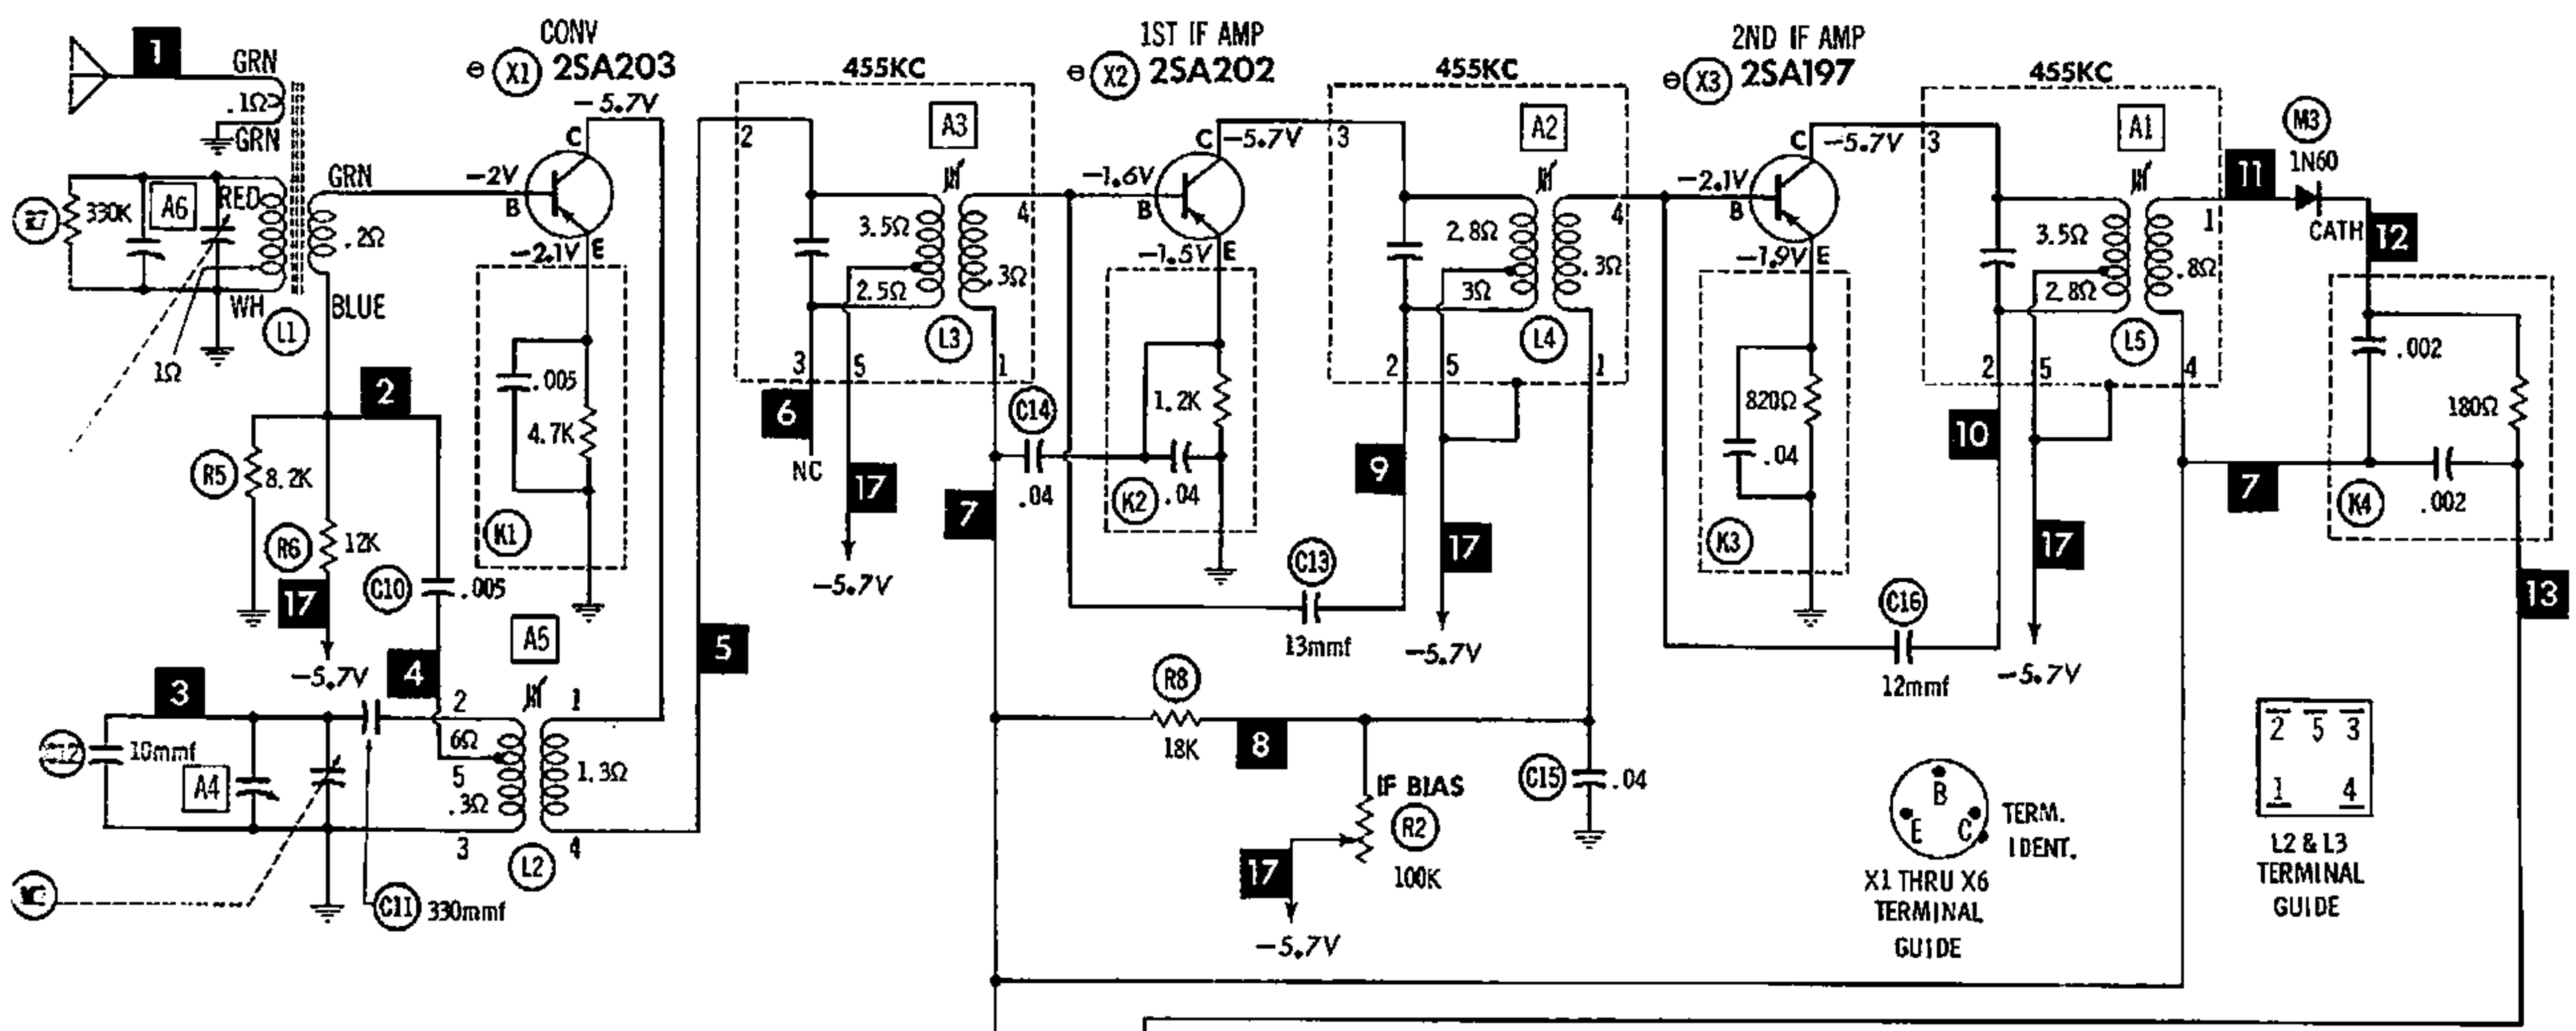 CONV
X1 2SA203
1ST IF AMP
X2 2SA202
2ND IF AMP
X3 2SA197
1
GRN
.1Ω
GRN
R7
330K
A6
RED
WH
L1
1Ω
GRN
.2Ω
BLUE
-2V
B
C
-5.7V
-2.1V
E
.005
4.7K
K1
2
R5
8.2K
R6
12K
17
-5.7V
C10
.005
3
4
A5
10mmf
A4
2
6Ω
5
.3Ω
3
1
1.3Ω
4
L2
C11
330mmf
5
455KC
2
A3
3.5Ω
2.5Ω
4
.3Ω
L3
3
5
1
6
NC
17
-5.7V
7
C14
.04
-1.6V
B
C
-5.7V
-1.5V
E
1.2K
K2
.04
C13
13mmf
455KC
3
A2
2.8Ω
3Ω
4
.3Ω
L4
2
5
1
9
17
-5.7V
R8
18K
8
IF BIAS
R2
100K
17
-5.7V
C15
.04
-2.1V
B
C
-5.7V
-1.9V
E
820Ω
.04
K3
C16
12mmf
455KC
3
A1
3.5Ω
2.8Ω
1
.8Ω
L5
2
5
4
10
17
-5.7V
11
M3
1N60
CATH
12
.002
180Ω
7
K4
.002
13
B
E
C
TERM.
IDENT.
X1 THRU X6
TERMINAL
GUIDE
2 5 3
1 4
L2 & L3
TERMINAL
GUIDE